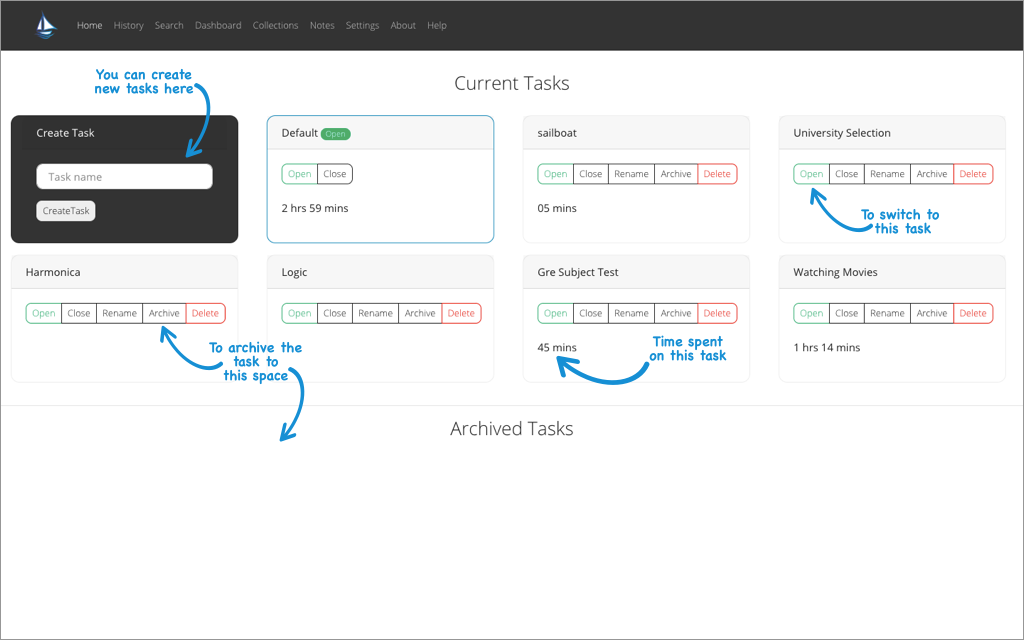 Home History Search Dashboard Collections Notes Settings About Help
You can create
new tasks here
Current Tasks
Create Task
Task name
CreateTask
Default Open
Open Close
2 hrs 59 mins
sailboat
Open Close Rename Archive Delete
05 mins
University Selection
Open Close Rename Archive Delete
To switch to
this task
Harmonica
Open Close Rename Archive Delete
To archive the
task to
this space
Logic
Open Close Rename Archive Delete
Gre Subject Test
Open Close Rename Archive Delete
45 mins
Time spent
on this task
Watching Movies
Open Close Rename Archive Delete
1 hrs 14 mins
Archived Tasks